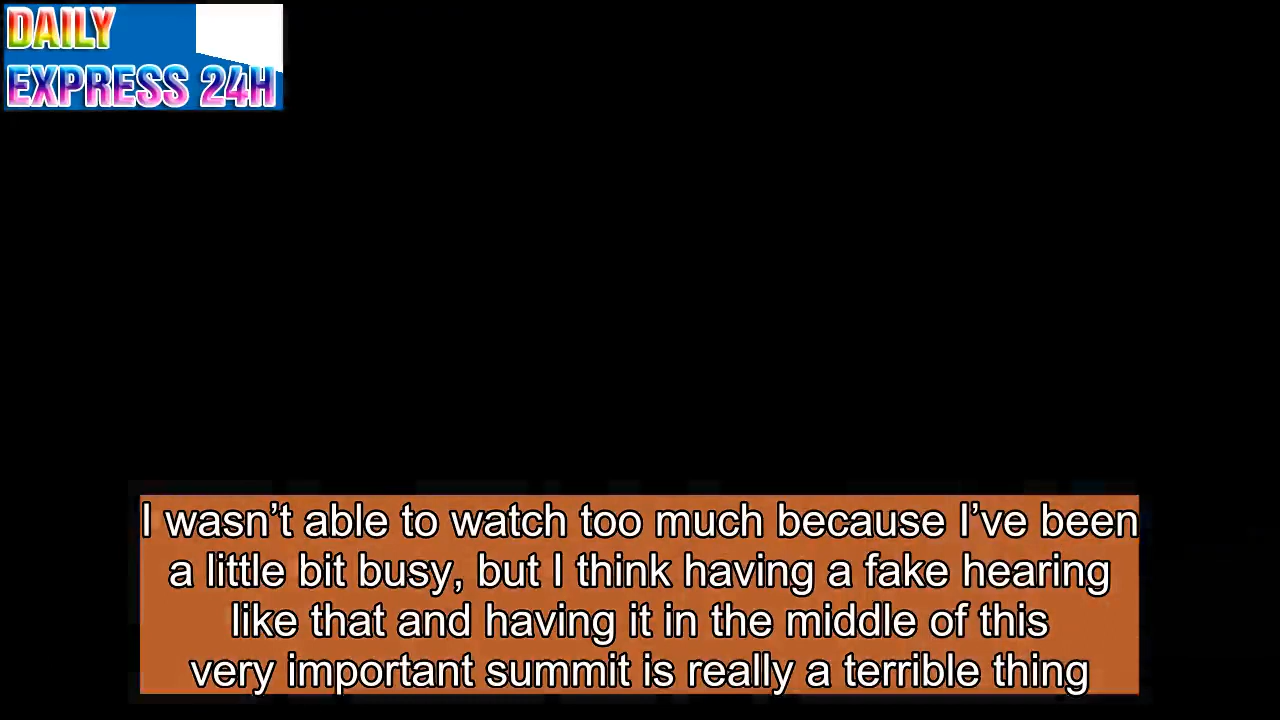 DAILY
EXPRESS 24H
I wasn’t able to watch too much because I’ve been
a little bit busy, but I think having a fake hearing
like that and having it in the middle of this
very important summit is really a terrible thing